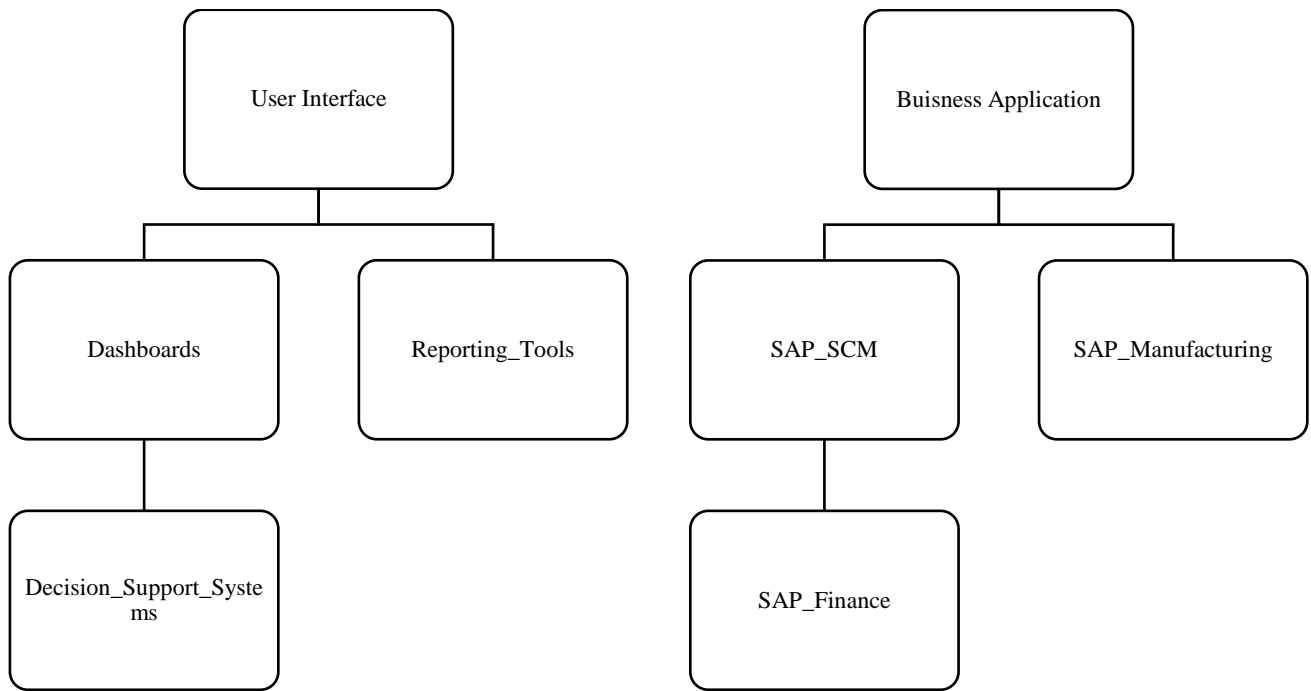 User Interface
Buisness Application
Dashboards
Reporting_Tools
SAP_SCM
SAP_Manufacturing
Decision_Support_Syste
ms
SAP_Finance